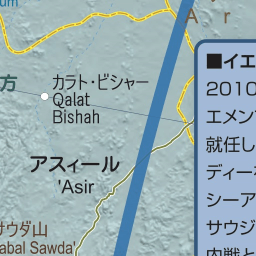 A r
カラト・ビシャー
Qalat
Bishah
方
アスィール
'Asir
サウダ山
abal Sawda'
■イエ
2010
エメン
就任し
ディー
シーア
サウジ
内戦と